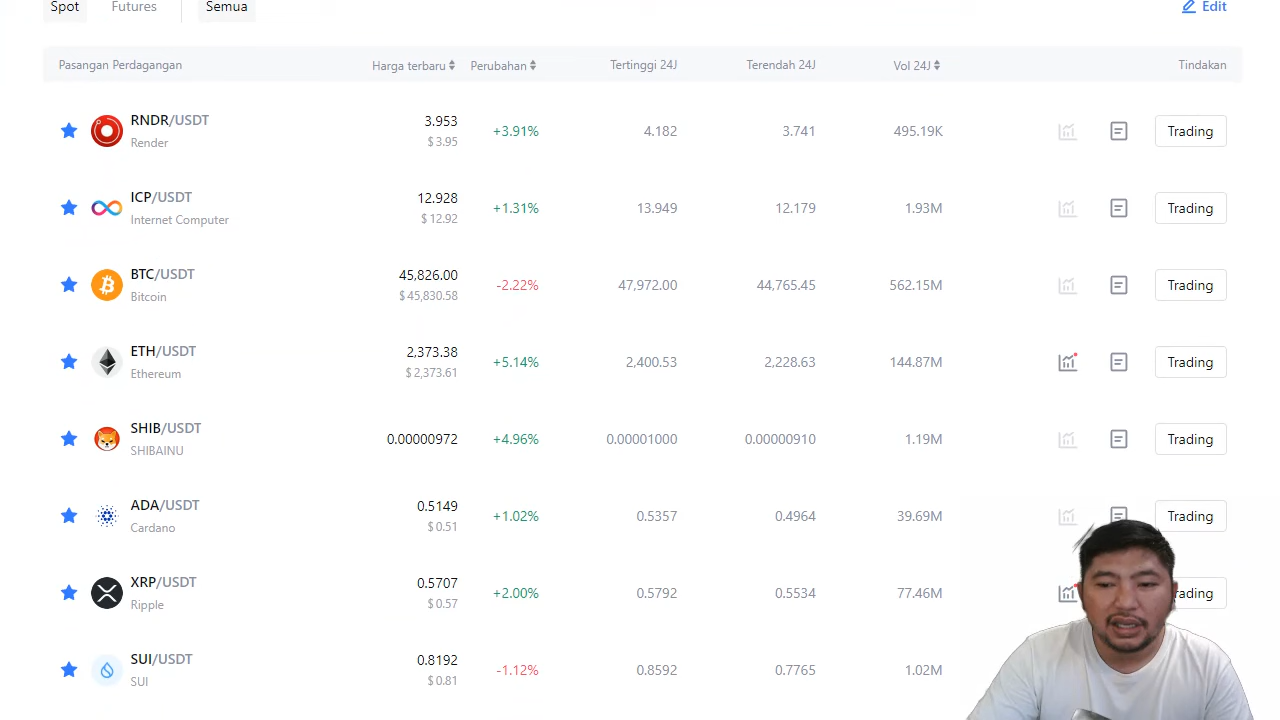 Spot Futures Semua Edit
Pasangan Perdagangan Harga terbaru Perubahan Tertinggi 24J Terendah 24J Vol 24J Tindakan
RNDR/USDT 3.953 +3.91% 4.182 3.741 495.19K Trading
Render $ 3.95
ICP/USDT 12.928 +1.31% 13.949 12.179 1.93M Trading
Internet Computer $ 12.92
BTC/USDT 45,826.00 -2.22% 47,972.00 44,765.45 562.15M Trading
Bitcoin $ 45,830.58
ETH/USDT 2,373.38 +5.14% 2,400.53 2,228.63 144.87M Trading
Ethereum $ 2,373.61
SHIB/USDT 0.00000972 +4.96% 0.00001000 0.00000910 1.19M Trading
SHIBAINU
ADA/USDT 0.5149 +1.02% 0.5357 0.4964 39.69M Trading
Cardano $ 0.51
XRP/USDT 0.5707 +2.00% 0.5792 0.5534 77.46M ading
Ripple $ 0.57
SUI/USDT 0.8192 -1.12% 0.8592 0.7765 1.02M
SUI $ 0.81